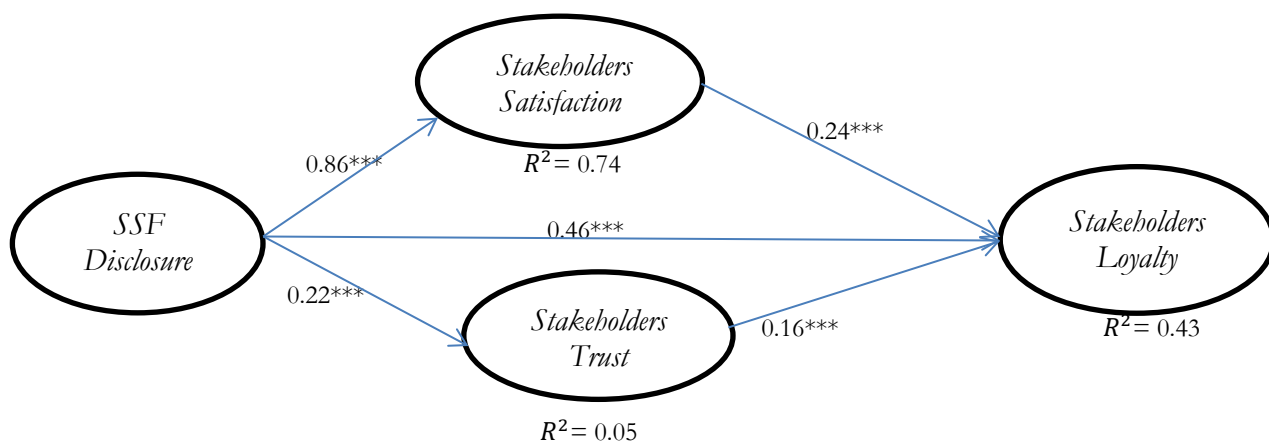 Stakeholders
Satisfaction
R² = 0.74
0.86***
0.24***
SSF
Disclosure
0.46***
Stakeholders
Loyalty
R² = 0.43
0.22***
Stakeholders
Trust
0.16***
R² = 0.05